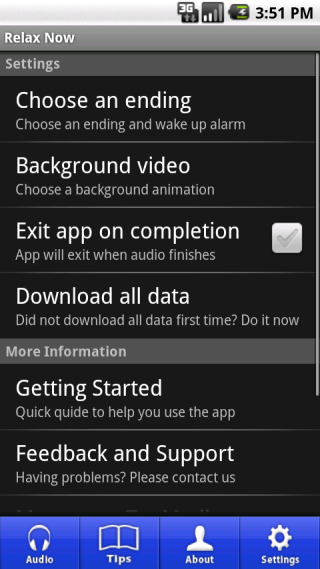 3G
3:51 PM
Relax Now
Settings
Choose an ending
Choose an ending and wake up alarm
Background video
Choose a background animation
Exit app on completion
App will exit when audio finishes
Download all data
Did not download all data first time? Do it now
More Information
Getting Started
Quick quide to help you use the app
Feedback and Support
Having problems? Please contact us
Audio
Tips
About
Settings